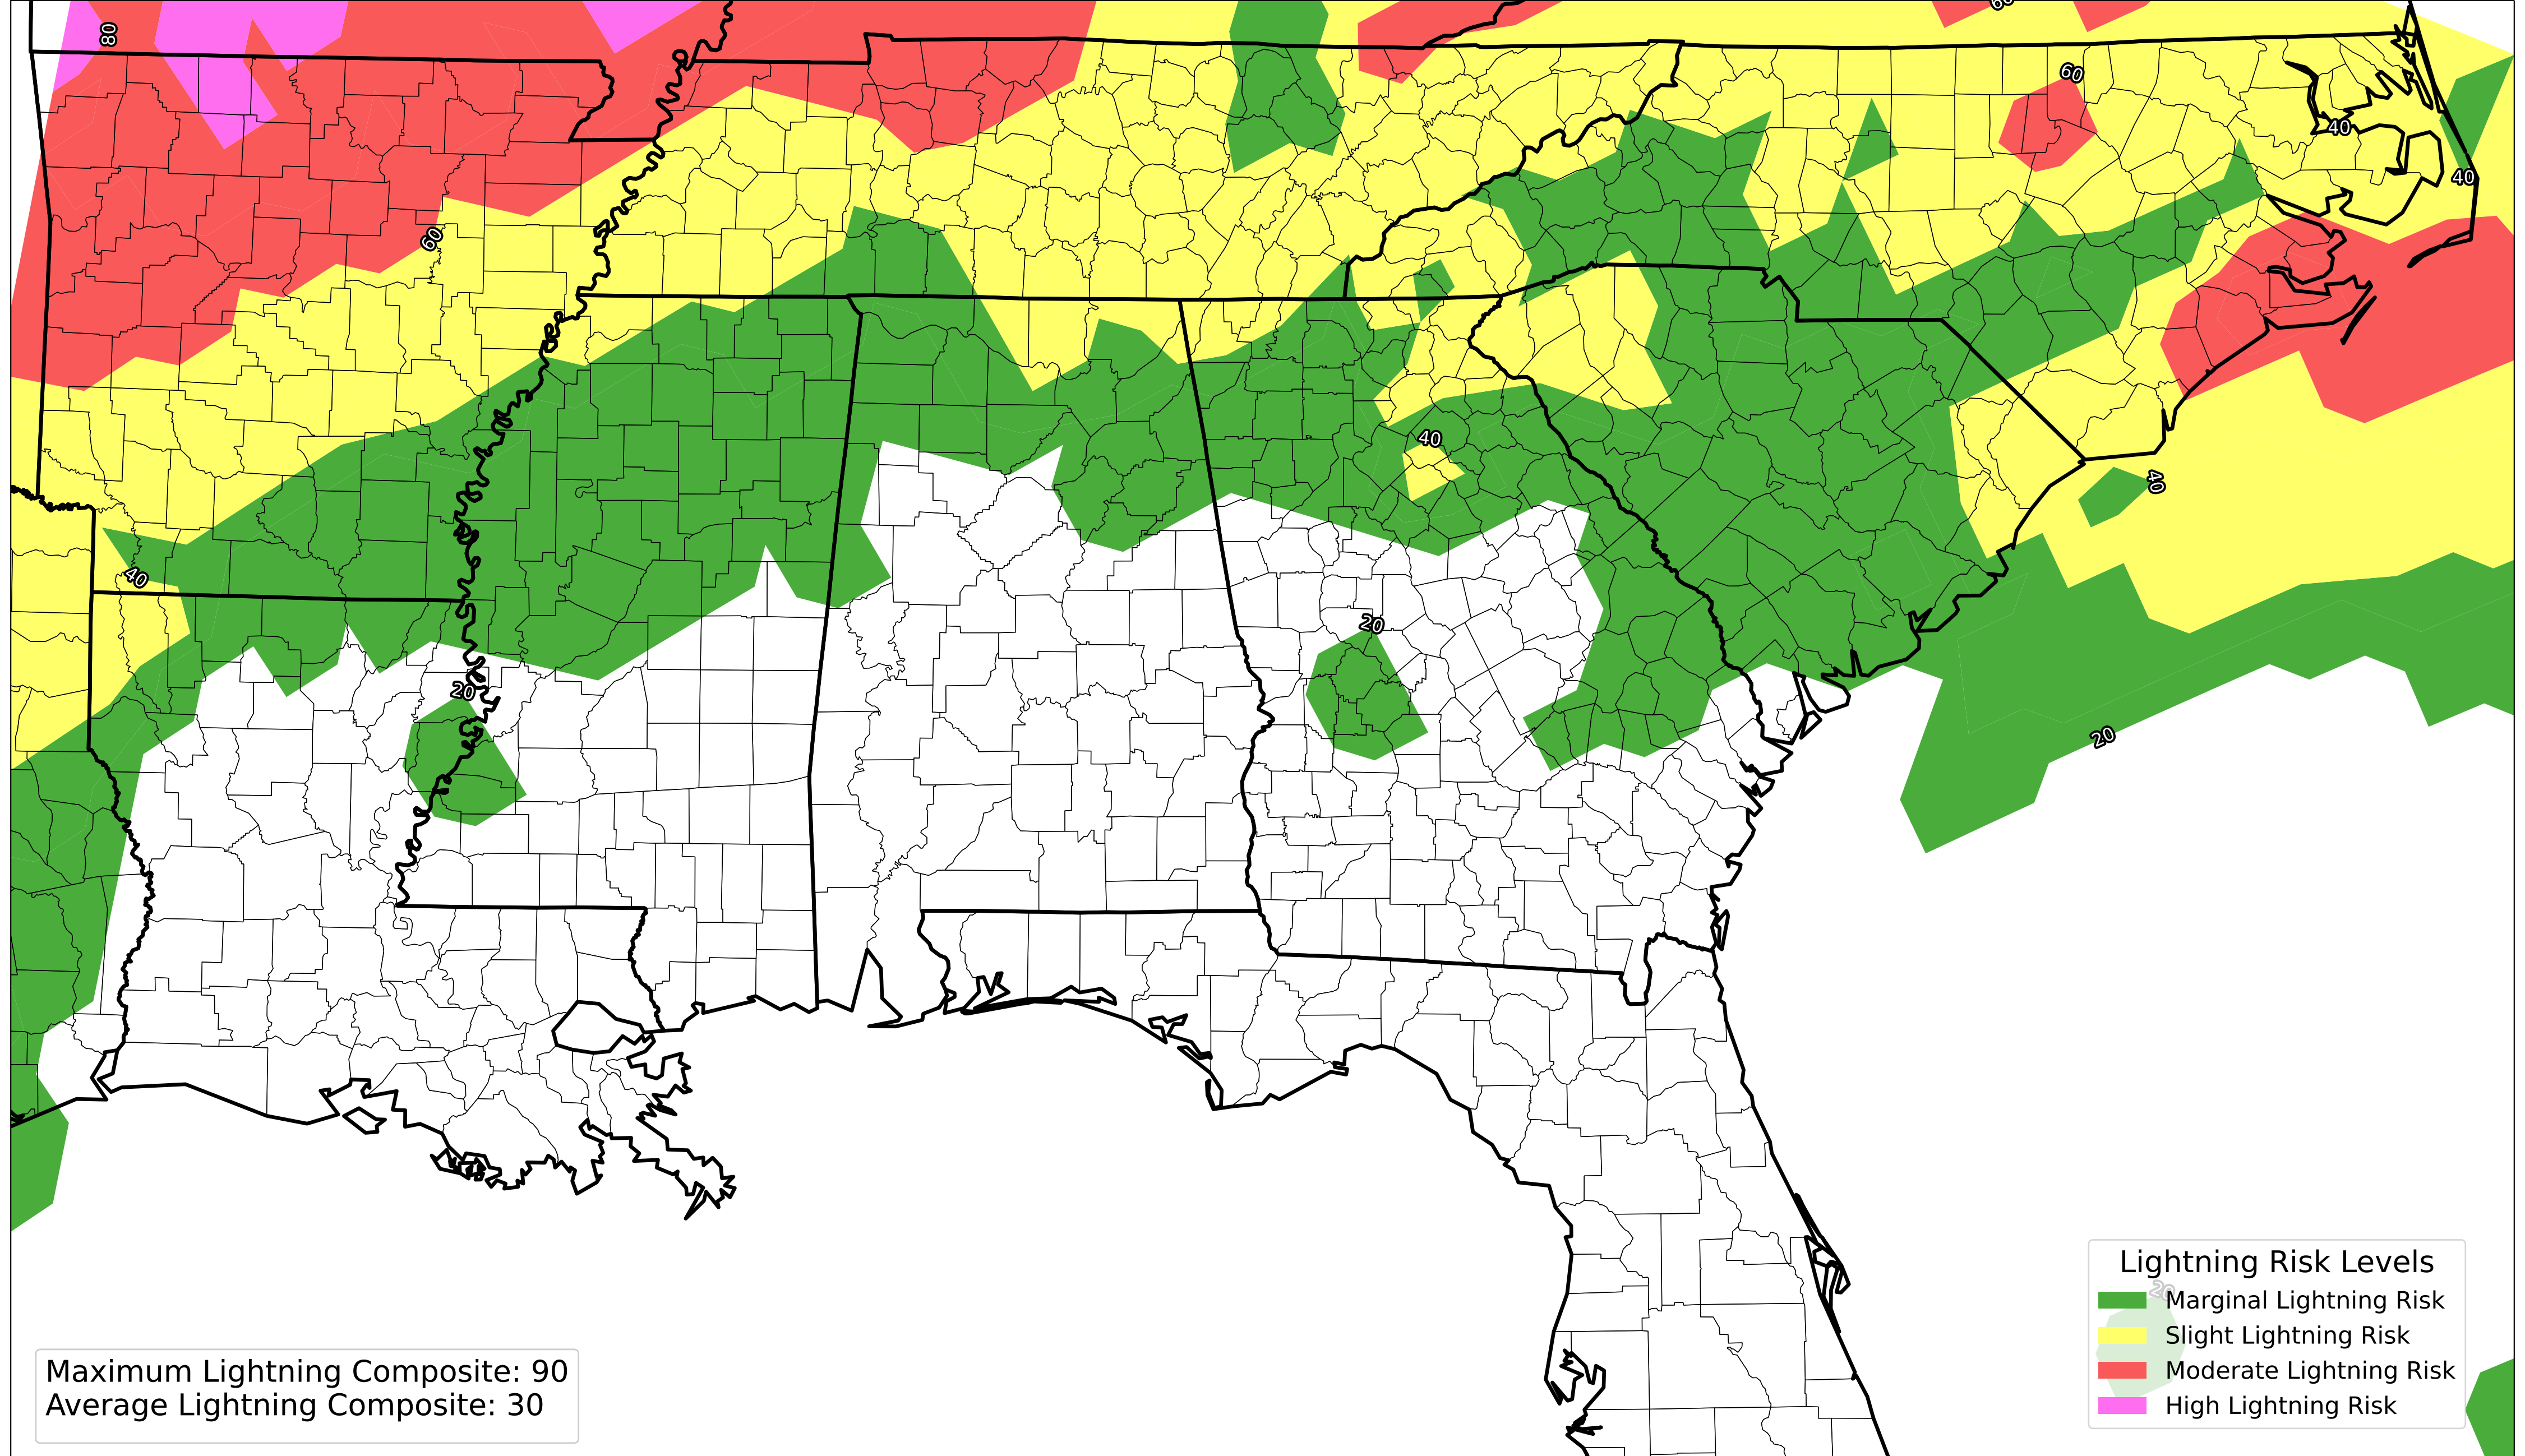 60
80
60
40
40
60
40
40
40
20
20
20
20
Lightning Risk Levels
Marginal Lightning Risk
Slight Lightning Risk
Moderate Lightning Risk
High Lightning Risk
Maximum Lightning Composite: 90
Average Lightning Composite: 30